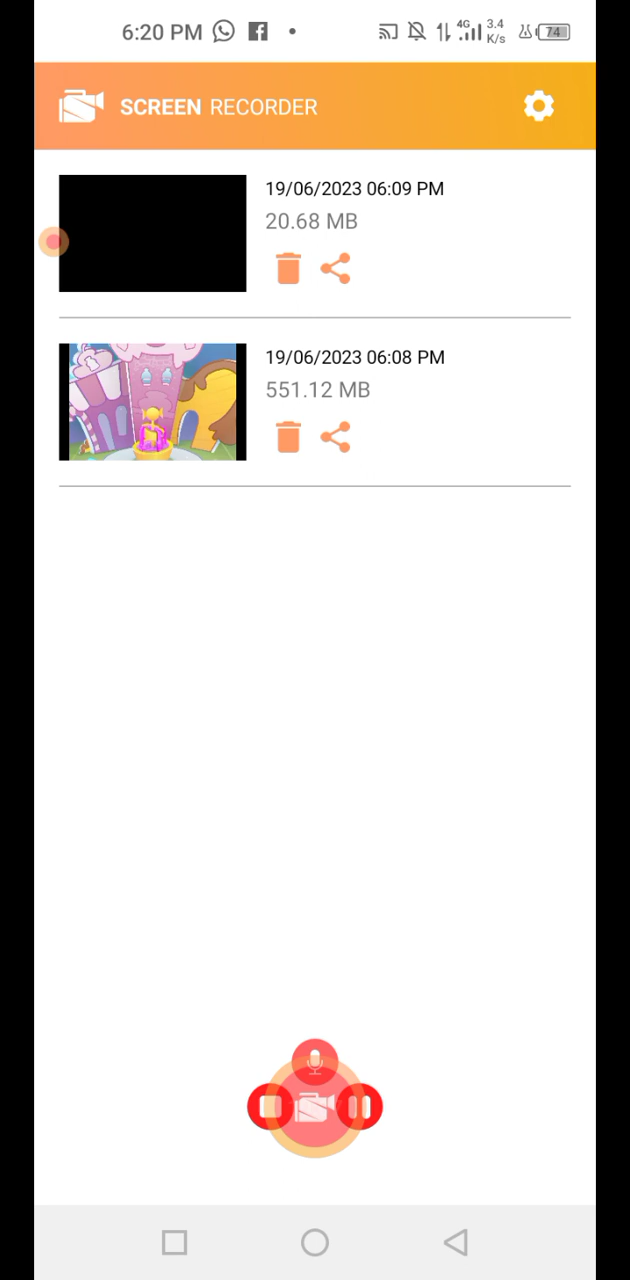 6:20 PM 4G 3.4 K/s 74
SCREEN RECORDER
19/06/2023 06:09 PM
20.68 MB
19/06/2023 06:08 PM
551.12 MB